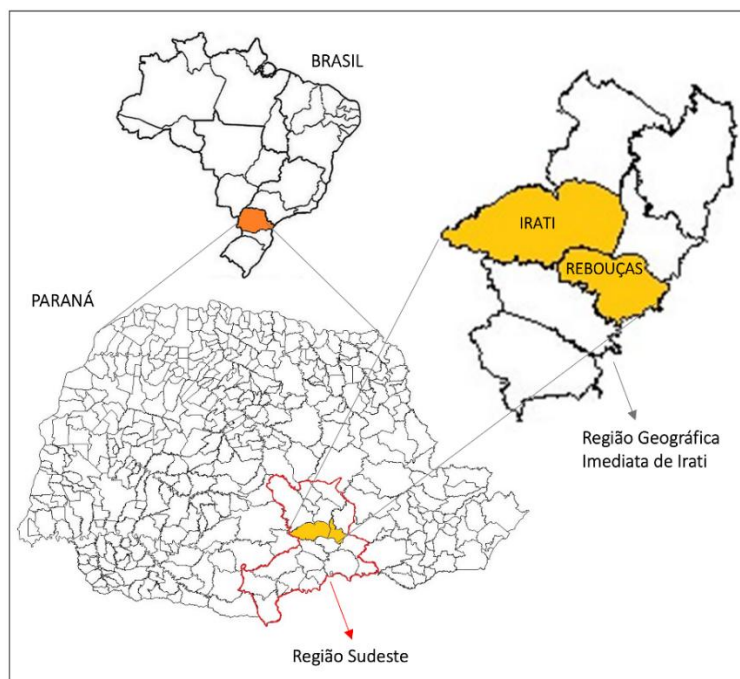 BRASIL
IRATI
REBOUÇAS
PARANÁ
Região Geográfica
Imediata de Irati
Região Sudeste